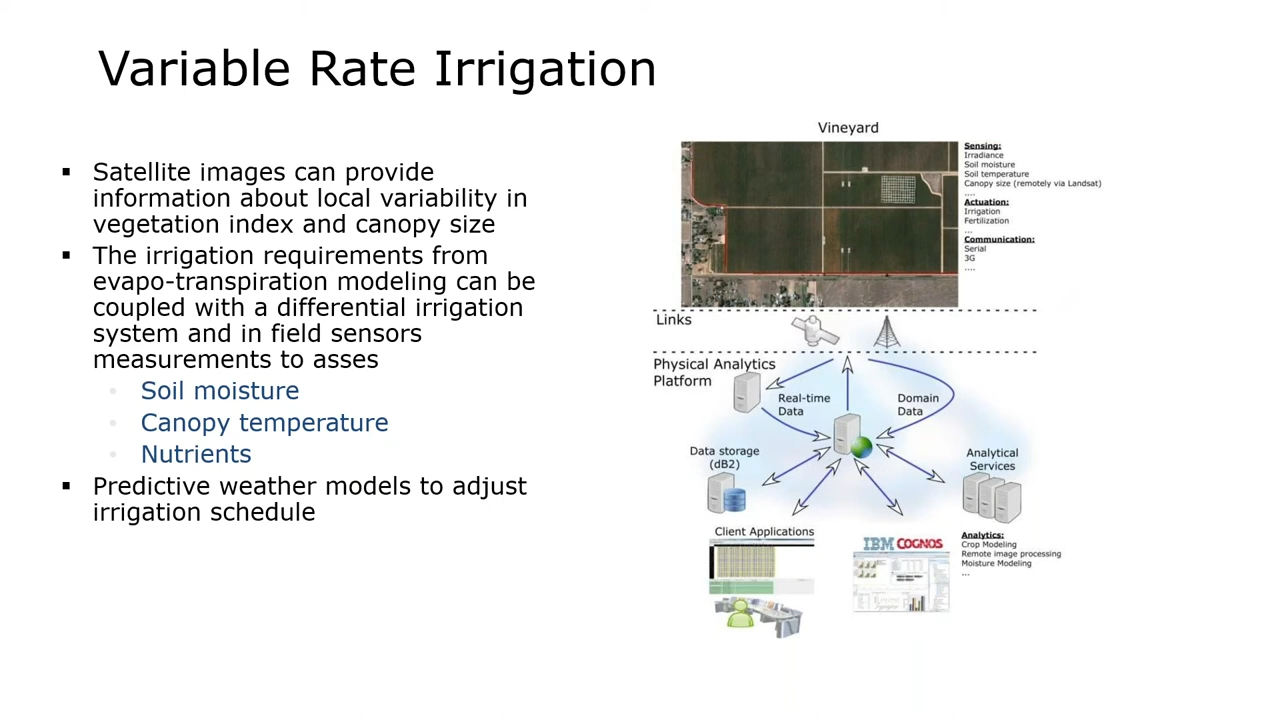 Variable Rate Irrigation
▪ Satellite images can provide
information about local variability in
vegetation index and canopy size
▪ The irrigation requirements from
evapo-transpiration modeling can be
coupled with a differential irrigation
system and in field sensors
measurements to asses
• Soil moisture
• Canopy temperature
• Nutrients
▪ Predictive weather models to adjust
irrigation schedule
Vineyard
Sensing:
Irradiance
Soil moisture
Soil temperature
Canopy size (remotely via Landsat)
....
Actuation:
Irrigation
Fertilization
...
Communication:
Serial
3G
....
Links
Physical Analytics
Platform
Real-time
Data
Domain
Data
Data storage
(dB2)
Analytical
Services
Client Applications
IBM COGNOS
Analytics:
Crop Modeling
Remote image processing
Moisture Modeling
...